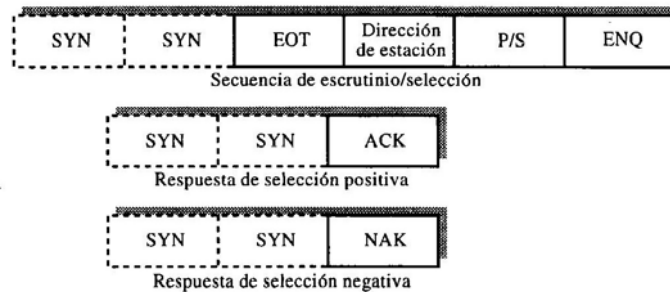 SYN SYN EOT Dirección de estación P/S ENQ
Secuencia de escrutinio/selección
SYN SYN ACK
Respuesta de selección positiva
SYN SYN NAK
Respuesta de selección negativa